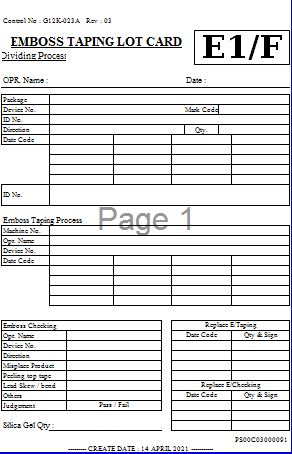 Control No : G12K-023A Rev : 03
EMBOSS TAPING LOT CARD
E1/F
Dividing Process
OPR. Name : Date :
Package
Device No. Mark Code
ID No.
Direction Qty.
Date Code
ID No.
Page 1
Emboss Taping Process
Machine No.
Opr. Name
Device No.
Date Code
Emboss Checking
Opr. Name
Device No.
Direction
Misplace Product
Peeling top tape
Lead Skew / bend
Others
Judgement Pass / Fail
Replace E/Taping
Date Code Qty & Sign
Replace E/Checking
Date Code Qty & Sign
Silica Gel Qty :
PS00C03000091
-------- CREATE DATE : 14 APRIL 2021 ----------